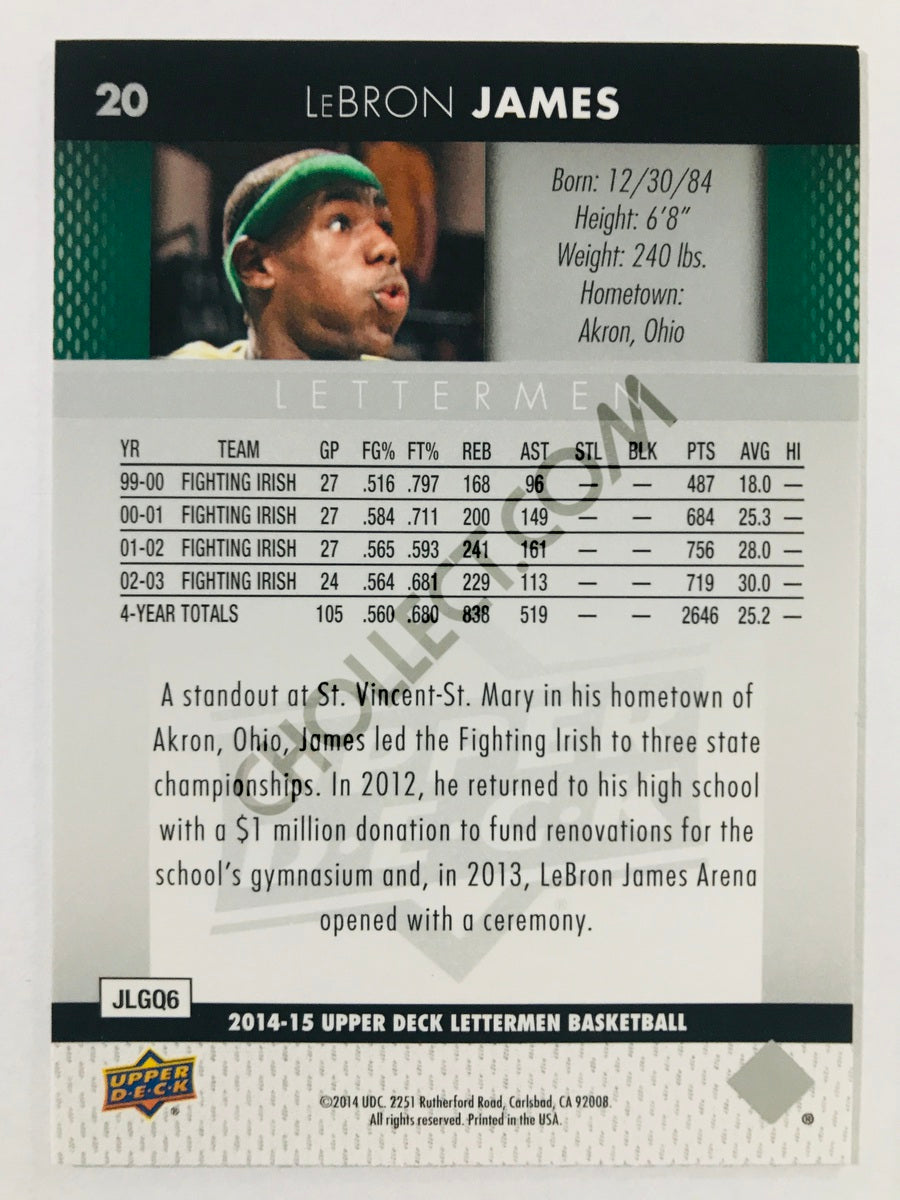 20 LeBRON JAMES
Born: 12/30/84
Height: 6'8"
Weight: 240 lbs.
Hometown:
Akron, Ohio
LETTERMEN
YR TEAM GP FG% FT% REB AST STL BLK PTS AVG HI
99-00 FIGHTING IRISH 27 .516 .797 168 96 — — 487 18.0 —
00-01 FIGHTING IRISH 27 .584 .711 200 149 — — 684 25.3 —
01-02 FIGHTING IRISH 27 .565 .593 241 161 — — 756 28.0 —
02-03 FIGHTING IRISH 24 .564 .681 229 113 — — 719 30.0 —
4-YEAR TOTALS 105 .560 .680 838 519 — — 2646 25.2 —
CHOLLECT.COM
A standout at St. Vincent-St. Mary in his hometown of
Akron, Ohio, James led the Fighting Irish to three state
championships. In 2012, he returned to his high school
with a $1 million donation to fund renovations for the
school's gymnasium and, in 2013, LeBron James Arena
opened with a ceremony.
UPPER
DECK
®
JLGQ6
2014-15 UPPER DECK LETTERMEN BASKETBALL
UPPER
D·E·C·K
®
©2014 UDC. 2251 Rutherford Road, Carlsbad, CA 92008.
All rights reserved. Printed in the USA.
®